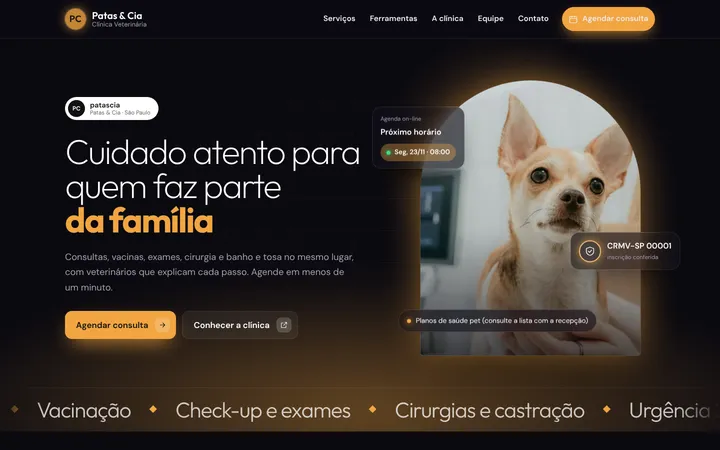 PC
Patas & Cia
Clínica Veterinária
Serviços
Ferramentas
A clínica
Equipe
Contato
Agendar consulta
PC
patascia
Patas & Cia · São Paulo
Cuidado atento para
quem faz parte
da família
Consultas, vacinas, exames, cirurgia e banho e tosa no mesmo lugar,
com veterinários que explicam cada passo. Agende em menos de
um minuto.
Agendar consulta
Conhecer a clínica
Agenda on-line
Próximo horário
Seg, 23/11 · 08:00
CRMV-SP 00001
inscrição conferida
Planos de saúde pet (consulte a lista com a recepção)
Vacinação
Check-up e exames
Cirurgias e castração
Urgência